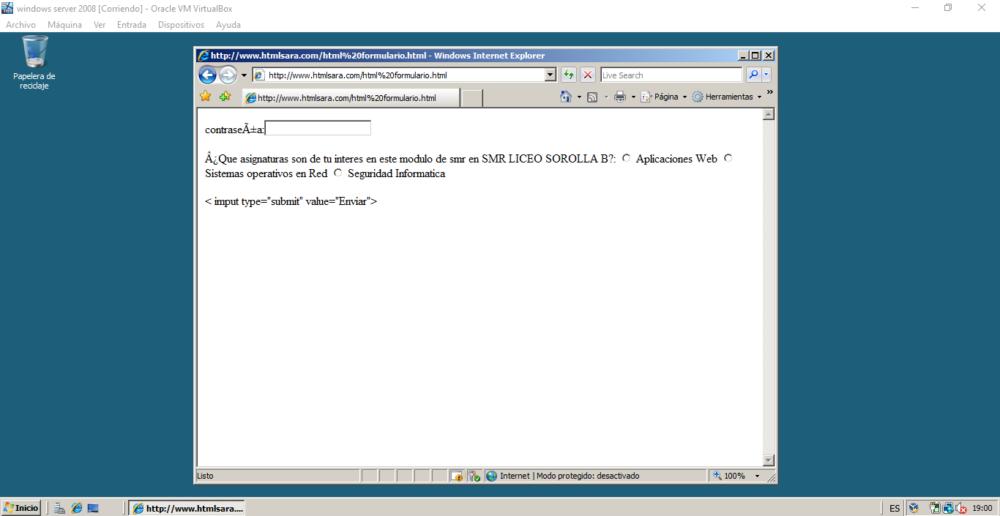 windows server 2008 [Corriendo] - Oracle VM VirtualBox
Archivo Máquina Ver Entrada Dispositivos Ayuda
Papelera de
reciclaje
http://www.htmlsara.com/html%20formulario.html - Windows Internet Explorer
http://www.htmlsara.com/html%20formulario.html
Live Search
http://www.htmlsara.com/html%20formulario.html
Página
Herramientas
contraseÃ±a:
Â¿Que asignaturas son de tu interes en este modulo de smr en SMR LICEO SOROLLA B?: Aplicaciones Web
Sistemas operativos en Red Seguridad Informatica
< imput type="submit" value="Enviar">
Listo
Internet | Modo protegido: desactivado
100%
Inicio
http://www.htmlsara....
ES
19:00